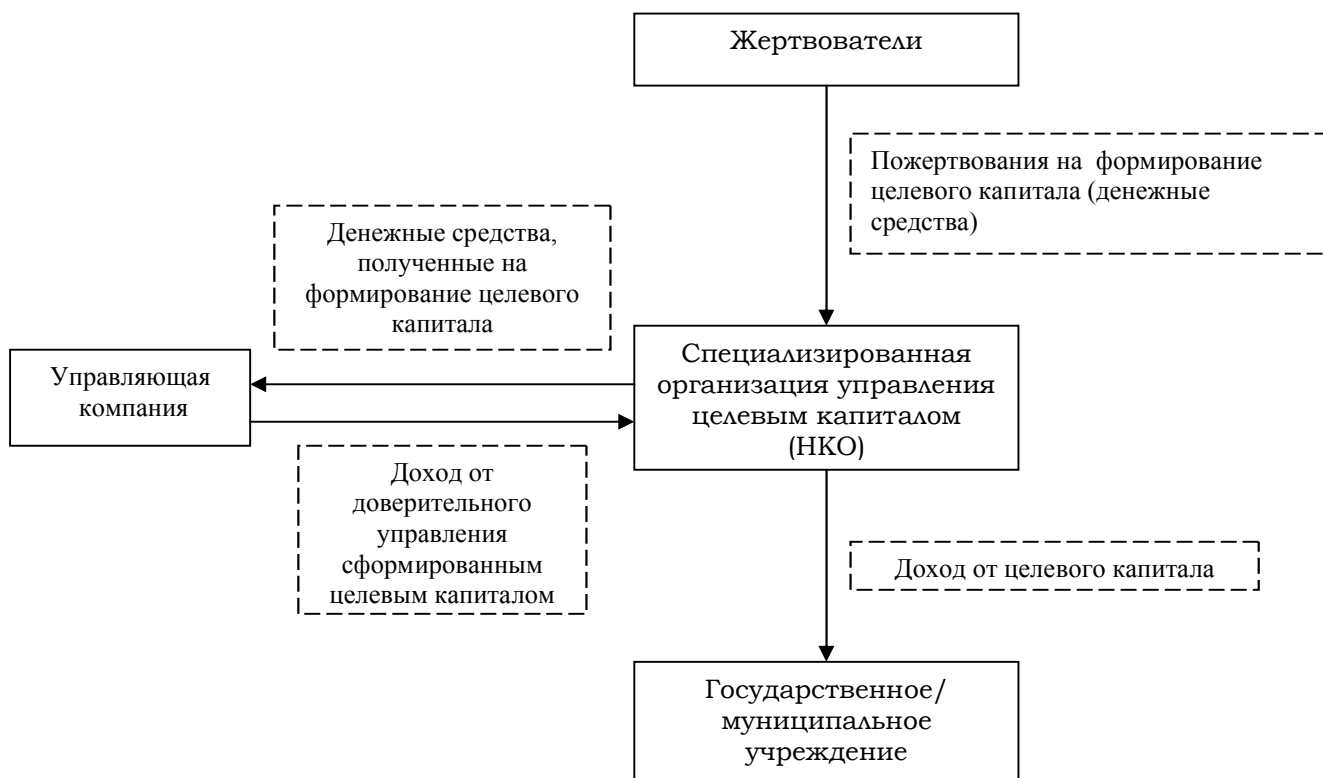 Жертвователи
Пожертвования на формирование
целевого капитала (денежные
средства)
Денежные средства,
полученные на
формирование целевого
капитала
Управляющая
компания
Специализированная
организация управления
целевым капиталом
(НКО)
Доход от
доверительного
управления
сформированным
целевым капиталом
Доход от целевого капитала
Государственное/
муниципальное
учреждение